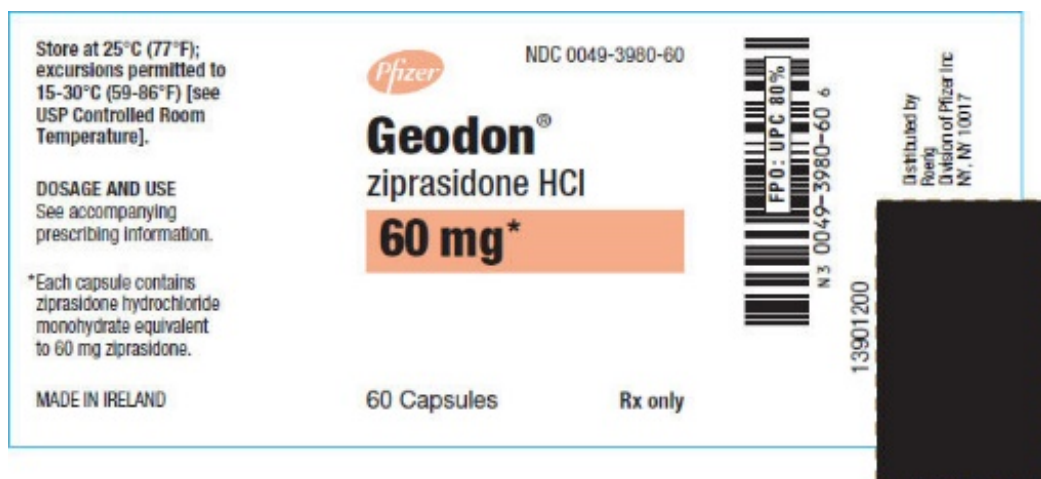 Store at 25°C (77°F);
excursions permitted to
15-30°C (59-86°F) [see
USP Controlled Room
Temperature].
DOSAGE AND USE
See accompanying
prescribing information.
*Each capsule contains
ziprasidone hydrochloride
monohydrate equivalent
to 60 mg ziprasidone.
MADE IN IRELAND
Pfizer
NDC 0049-3980-60
Geodon®
ziprasidone HCl
60 mg*
60 Capsules
Rx only
FPO: UPC 80%
N3 0049-3980-60 6
13901200
Distributed by
Roerig
Division of Pfizer Inc
NY, NY 10017